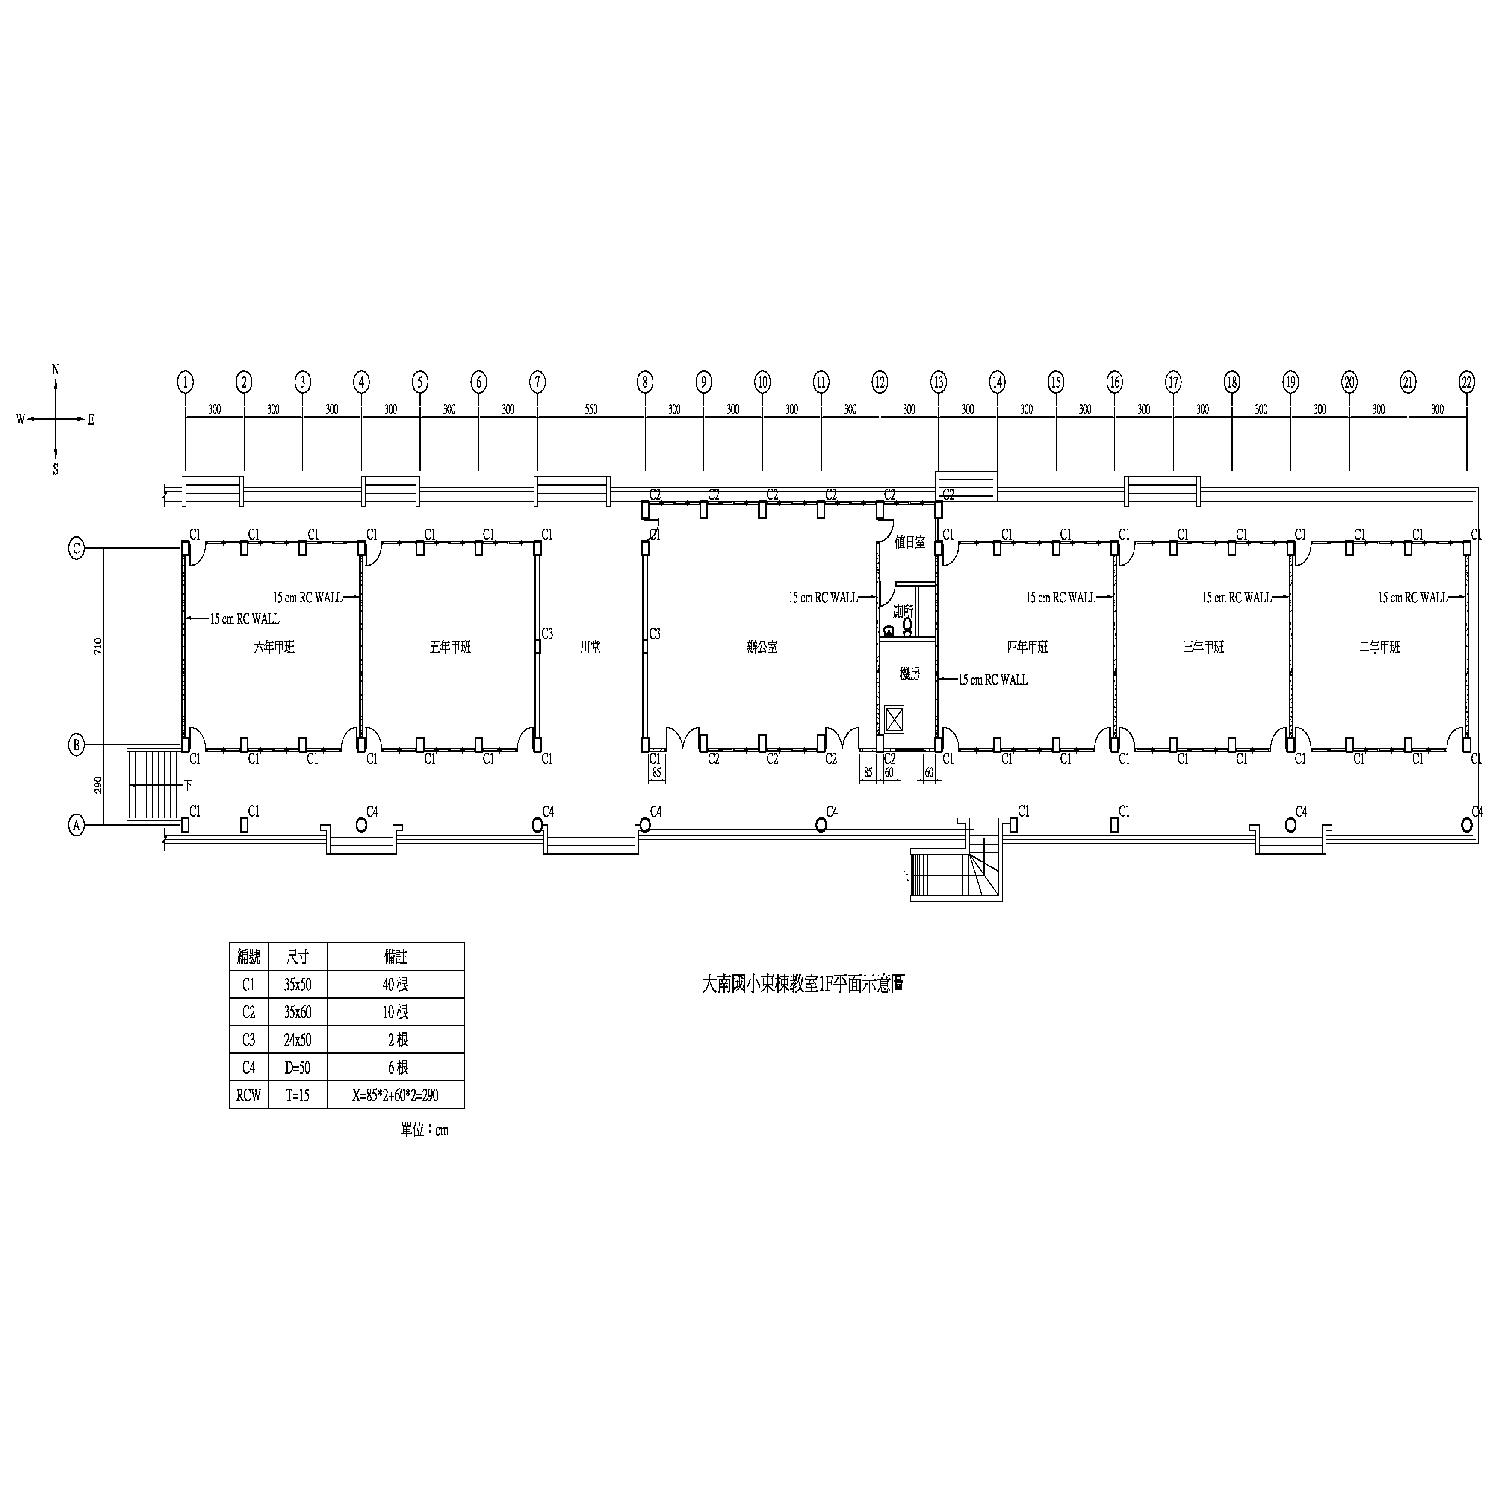 N
W E
S
1 2 3 4 5 6 7 8 9 10 11 12 13 14 15 16 17 18 19 20 21 22
300 300 300 300 300 300 550 300 300 300 300 300 300 300 300 300 300 300 300 300 300
C2 C2 C2 C2 C2 C2
C1 C1 C1 C1 C1 C1 C1 C1 C1 C1 C1 C1 C1 C1 C1 C1 C1 C1
C
值日室
15 cm RC WALL 15 cm RC WALL 15 cm RC WALL 15 cm RC WALL 15 cm RC WALL
廁所
15 cm RC WALL
C3 C3
710
六年甲班 五年甲班 川堂 辦公室 四年甲班 三年甲班 二年甲班
機房
15 cm RC WALL
B
C1 C1 C1 C1 C1 C1 C1 C1 C2 C2 C2 C2 C1 C1 C1 C1 C1 C1 C1 C1 C1 C1
85 85 60 60
290
下
C1 C1 C4 C4 C4 C4 C1 C1 C4 C4
A
編號 尺寸 備註
C1 35x50 40 根
C2 35x60 10 根
C3 24x50 2 根
C4 D=50 6 根
RCW T=15 X=85*2+60*2=290
單位：cm
大南國小東棟教室1F平面示意圖